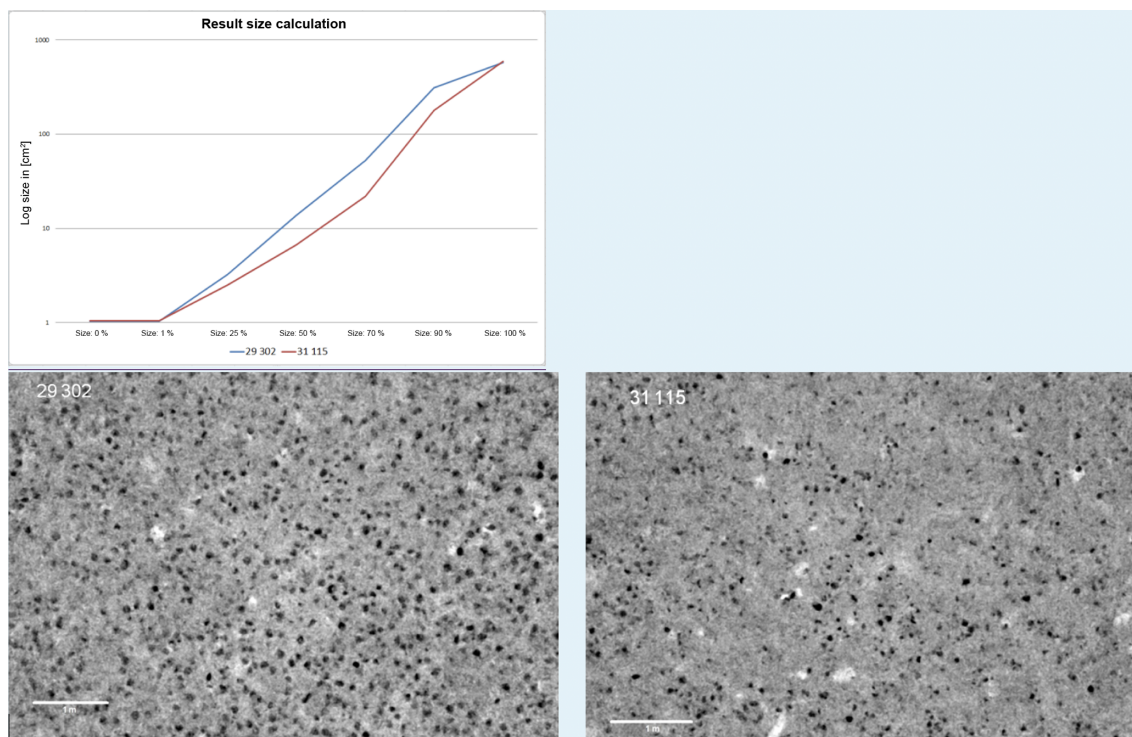 Result size calculation
1000
100
10
1
Log size in [cm²]
Size: 0 % Size: 1 % Size: 25 % Size: 50 % Size: 70 % Size: 90 % Size: 100 %
29 302 31 115
29 302
31 115
1 m
1 m